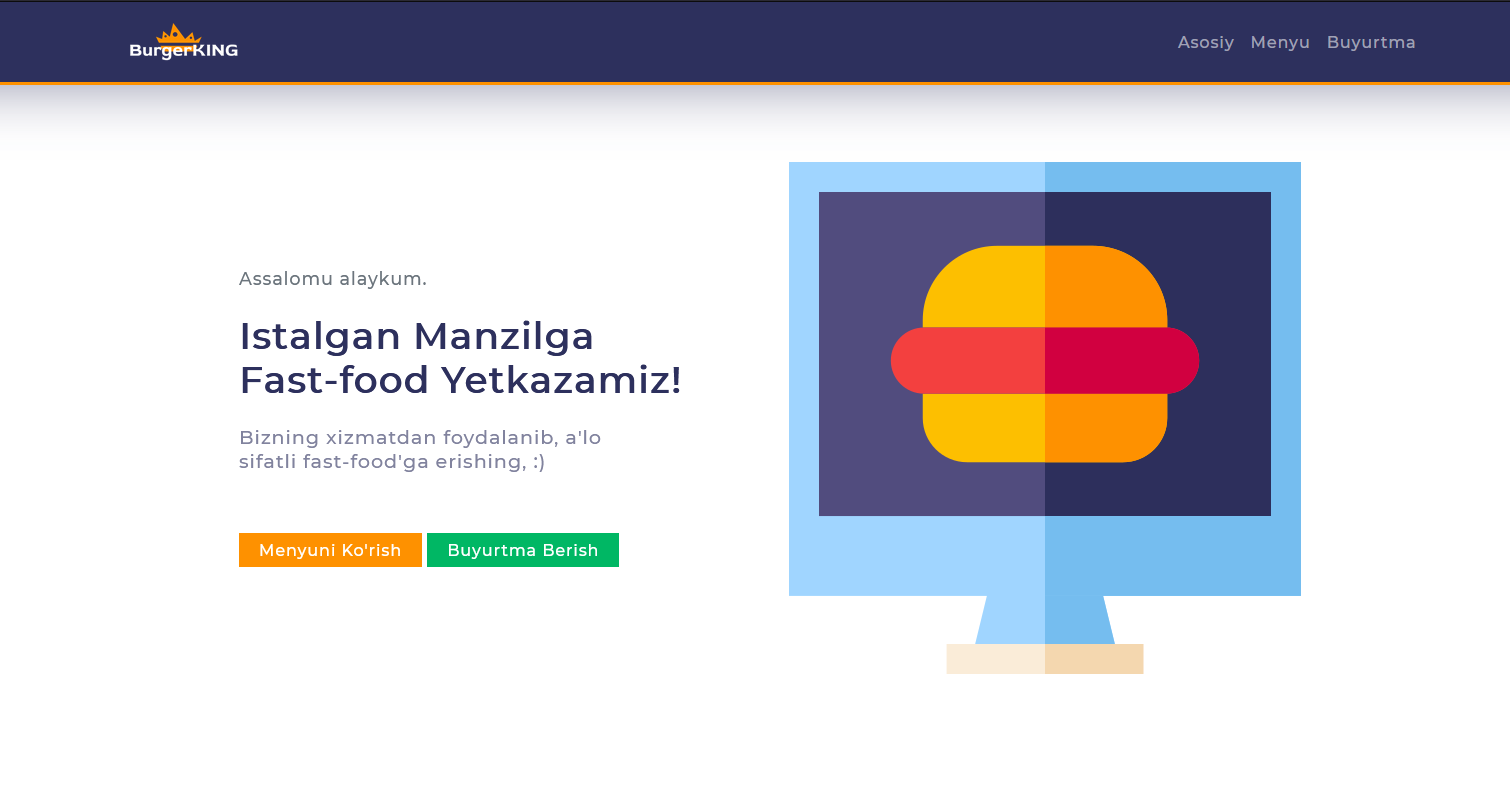 BurgerKING
Asosiy Menyu Buyurtma
Assalomu alaykum.
Istalgan Manzilga
Fast-food Yetkazamiz!
Bizning xizmatdan foydalanib, a'lo
sifatli fast-food'ga erishing, :)
Menyuni Ko'rish Buyurtma Berish